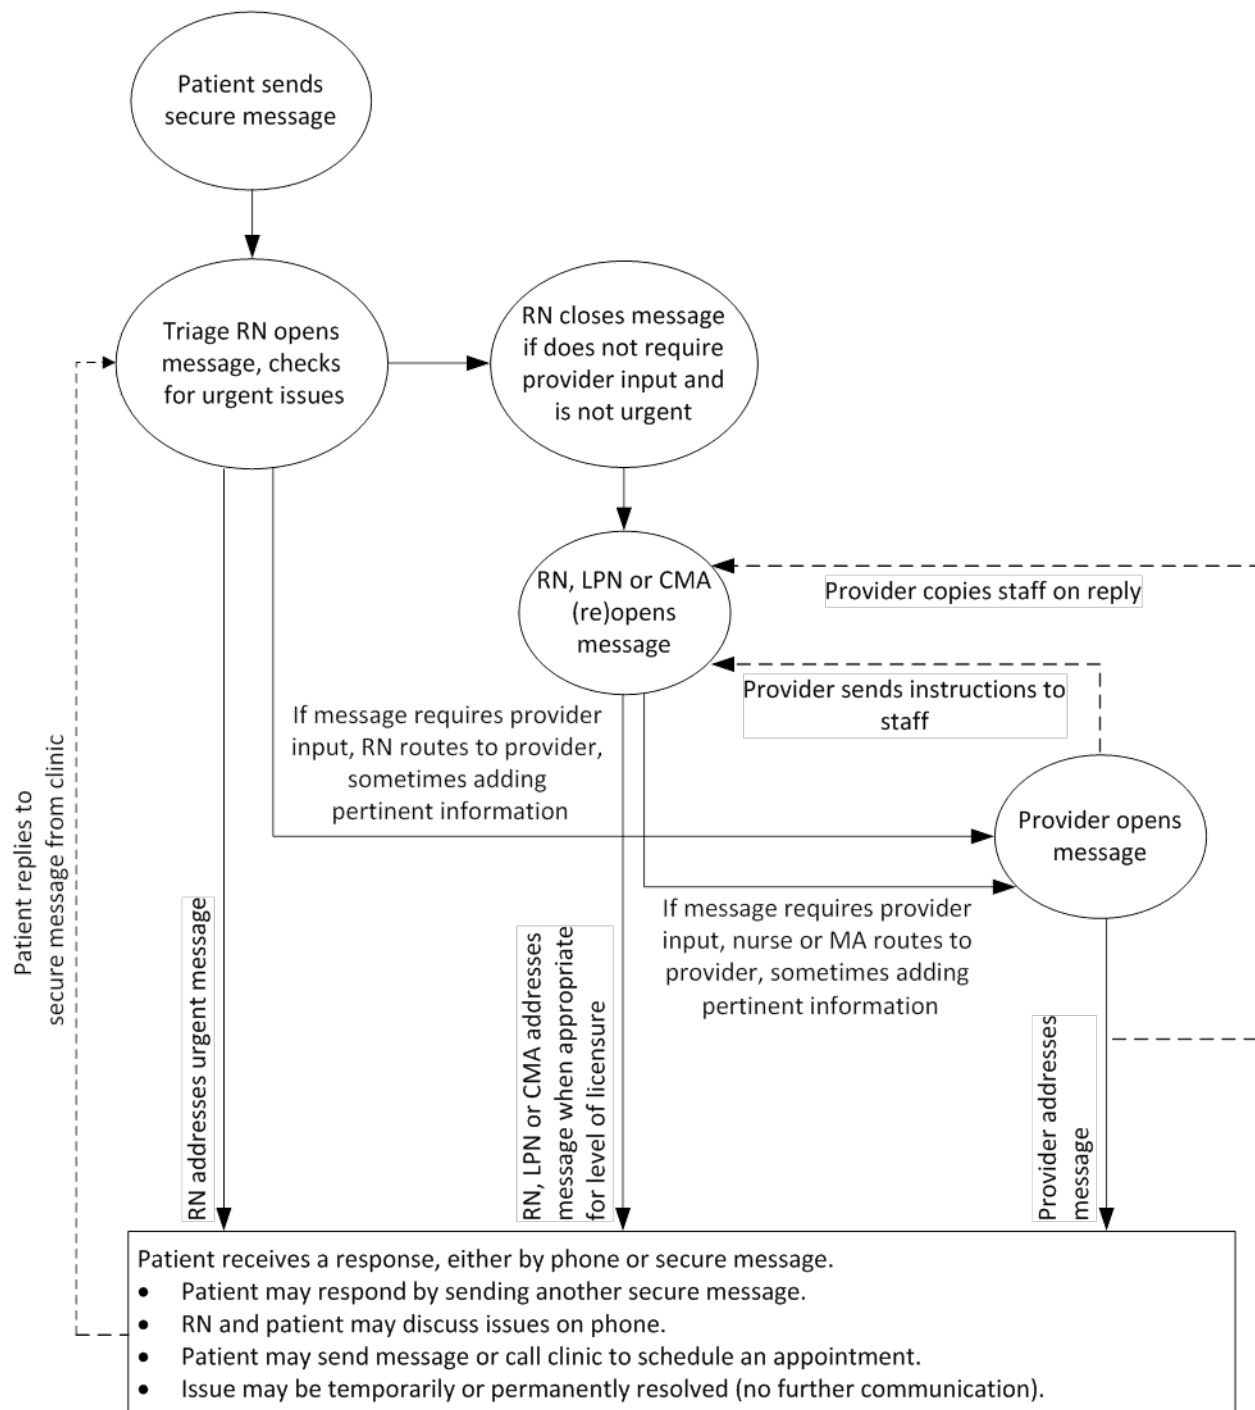 Patient sends
secure message
Triage RN opens
message, checks
for urgent issues
RN closes message
if does not require
provider input and
is not urgent
RN, LPN or CMA
(re)opens
message
Provider copies staff on reply
Provider sends instructions to
staff
If message requires provider
input, RN routes to provider,
sometimes adding
pertinent information
Provider opens
message
If message requires provider
input, nurse or MA routes to
provider, sometimes adding
pertinent information
Patient replies to
secure message from clinic
RN addresses urgent message
RN, LPN or CMA addresses
message when appropriate
for level of licensure
Provider addresses
message
Patient receives a response, either by phone or secure message.
• Patient may respond by sending another secure message.
• RN and patient may discuss issues on phone.
• Patient may send message or call clinic to schedule an appointment.
• Issue may be temporarily or permanently resolved (no further communication).